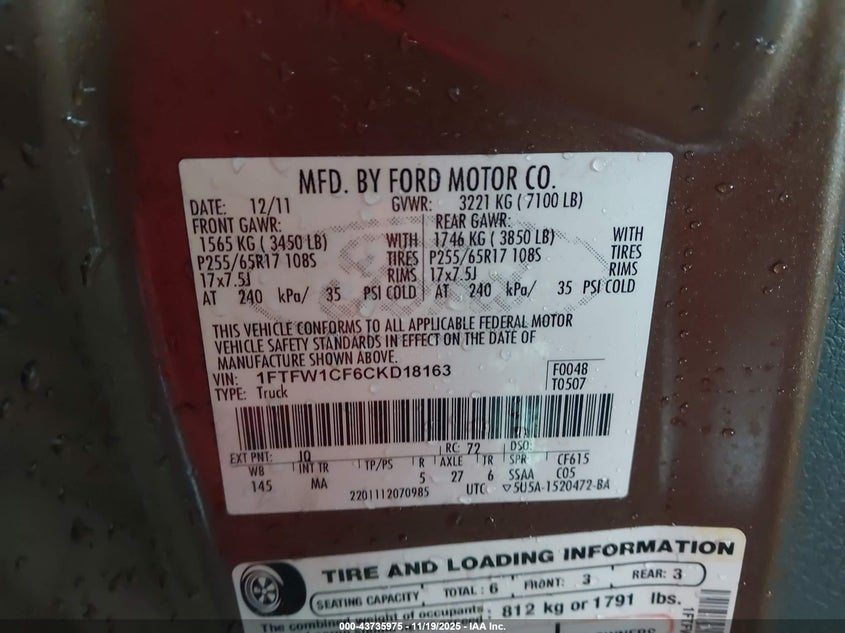 MFD. BY FORD MOTOR CO.
DATE: 12/11 GVWR: 3221 KG ( 7100 LB)
FRONT GAWR: REAR GAWR:
1565 KG ( 3450 LB) WITH 1746 KG ( 3850 LB) WITH
P255/65R17 108S TIRES P255/65R17 108S TIRES
17x7.5J RIMS 17x7.5J RIMS
AT 240 kPa/ 35 PSI COLD AT 240 kPa/ 35 PSI COLD
THIS VEHICLE CONFORMS TO ALL APPLICABLE FEDERAL MOTOR
VEHICLE SAFETY STANDARDS IN EFFECT ON THE DATE OF
MANUFACTURE SHOWN ABOVE.
VIN: 1FTFW1CF6CKD18163 F0048
TYPE: Truck T0507
EXT PNT: JQ RC: 72 DSO:
WB INT TR TP/PS R AXLE TR SPR CF615
145 MA 5 27 6 SSAA C05
2201112070985 UTC ▽5U5A-1520472-BA
TIRE AND LOADING INFORMATION
SEATING CAPACITY TOTAL : 6 FRONT: 3 REAR: 3
The combined weight of occupants 812 kg or 1791 lbs.
000-43735975 - 11/19/2025 - IAA Inc.